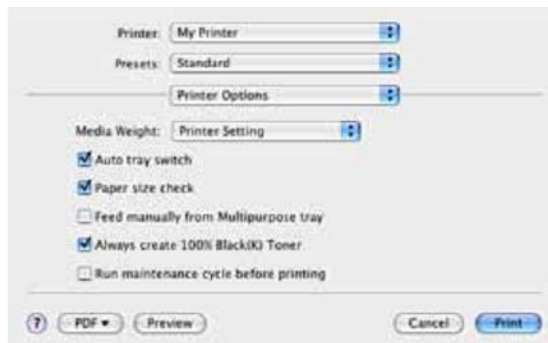 Printer: My Printer
Presets: Standard
Printer Options
Media Weight: Printer Setting
Auto tray switch
Paper size check
Feed manually from Multipurpose tray
Always create 100% Black(K) Toner
Run maintenance cycle before printing
? PDF Preview Cancel Print